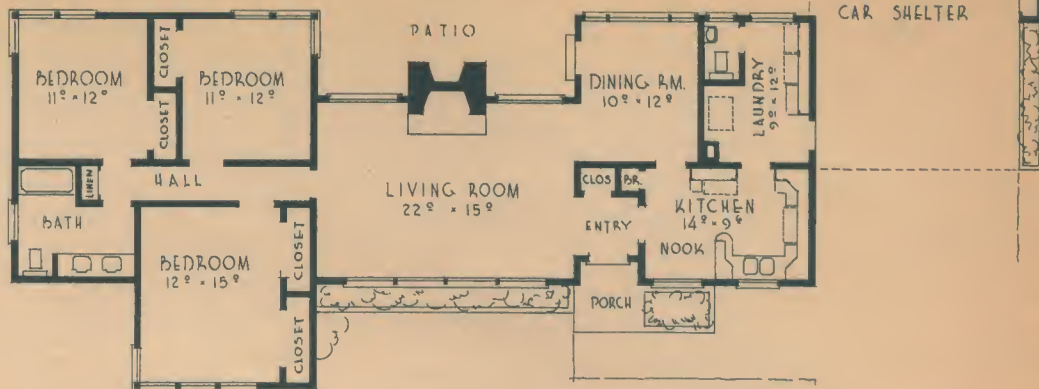 CAR SHELTER
PATIO
BEDROOM
11⁰ × 12⁰
CLOSET
CLOSET
BEDROOM
11⁰ × 12⁰
DINING RM.
10⁰ × 12⁰
LAUNDRY
9⁰ × 12⁰
LINEN
HALL
BATH
LIVING ROOM
22⁰ × 15⁰
CLOS
BR.
ENTRY
KITCHEN
14⁰ × 9⁶
NOOK
BEDROOM
12⁰ × 15⁰
CLOSET
CLOSET
PORCH